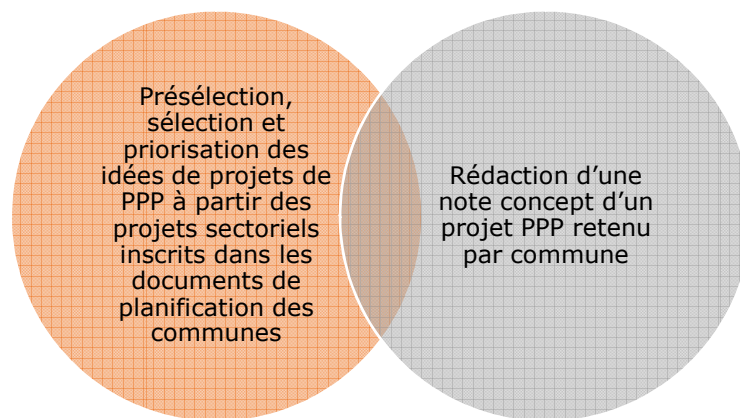 Présélection,
sélection et
priorisation des
idées de projets de
PPP à partir des
projets sectoriels
inscrits dans les
documents de
planification des
communes
Rédaction d’une
note concept d’un
projet PPP retenu
par commune